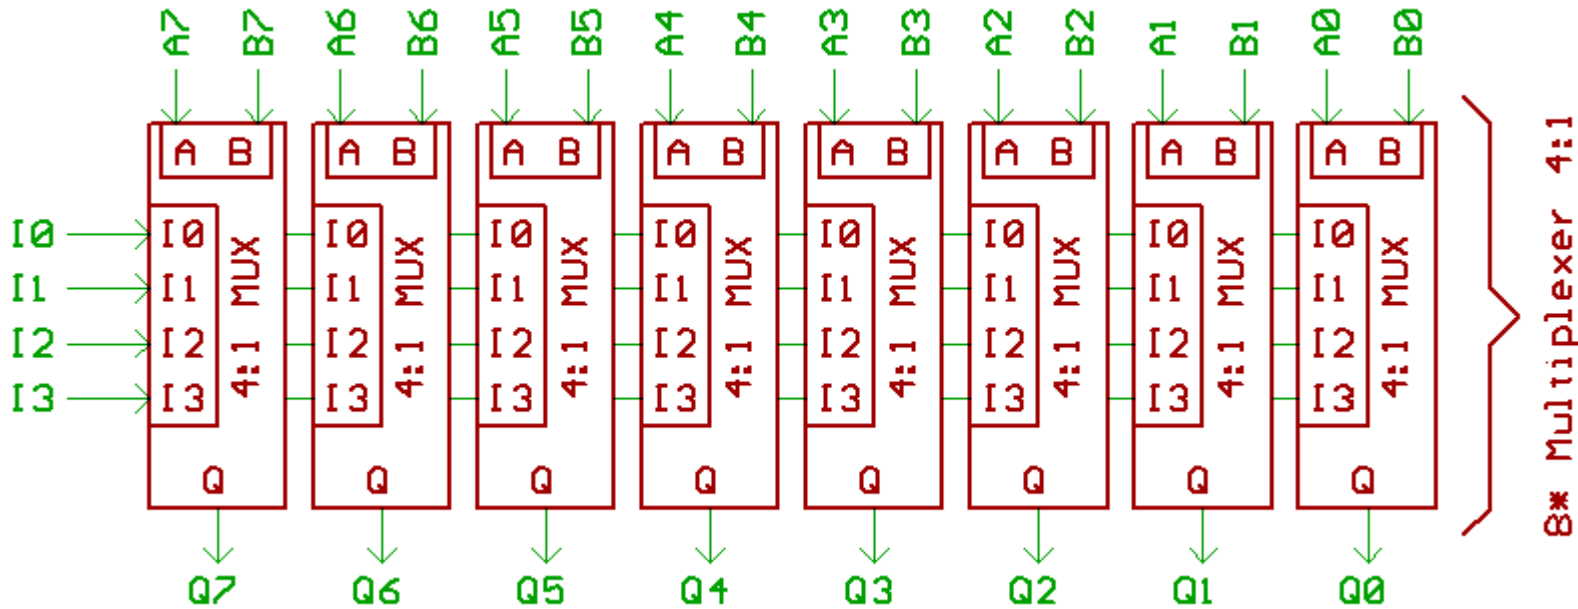 A7 B7 A6 B6 A5 B5 A4 B4 A3 B3 A2 B2 A1 B1 A0 B0
A B A B A B A B A B A B A B A B
I0 I0 I0 I0 I0 I0 I0 I0 I0
I1 I1 I1 I1 I1 I1 I1 I1 I1
I2 I2 I2 I2 I2 I2 I2 I2 I2
I3 I3 I3 I3 I3 I3 I3 I3 I3
4:1 MUX 4:1 MUX 4:1 MUX 4:1 MUX 4:1 MUX 4:1 MUX 4:1 MUX 4:1 MUX
Q Q Q Q Q Q Q Q
Q7 Q6 Q5 Q4 Q3 Q2 Q1 Q0
8* Multiplexer 4:1